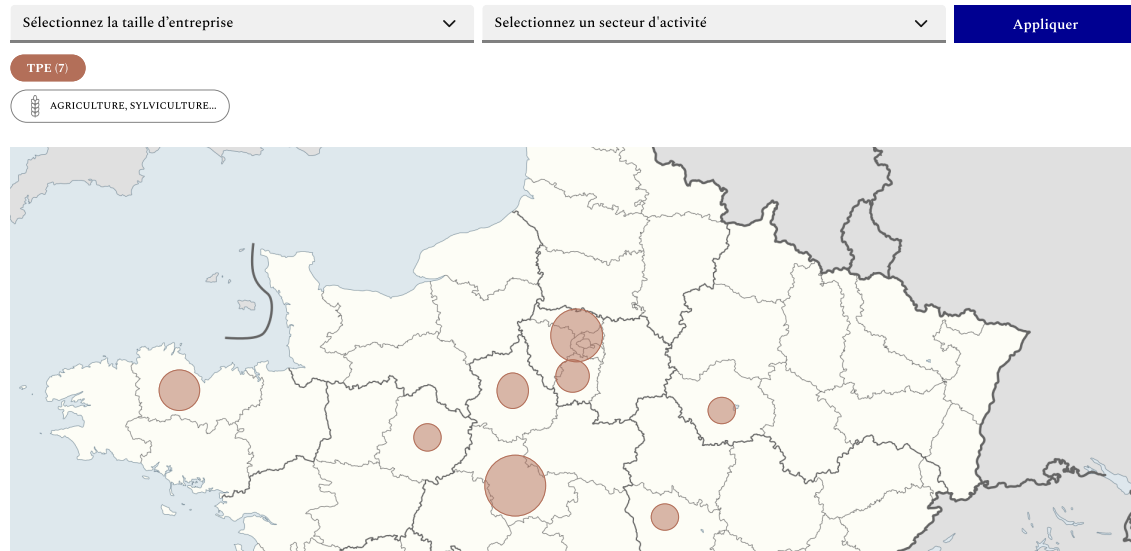 Sélectionnez la taille d’entreprise
Selectionnez un secteur d'activité
Appliquer
TPE (7)
AGRICULTURE, SYLVICULTURE...